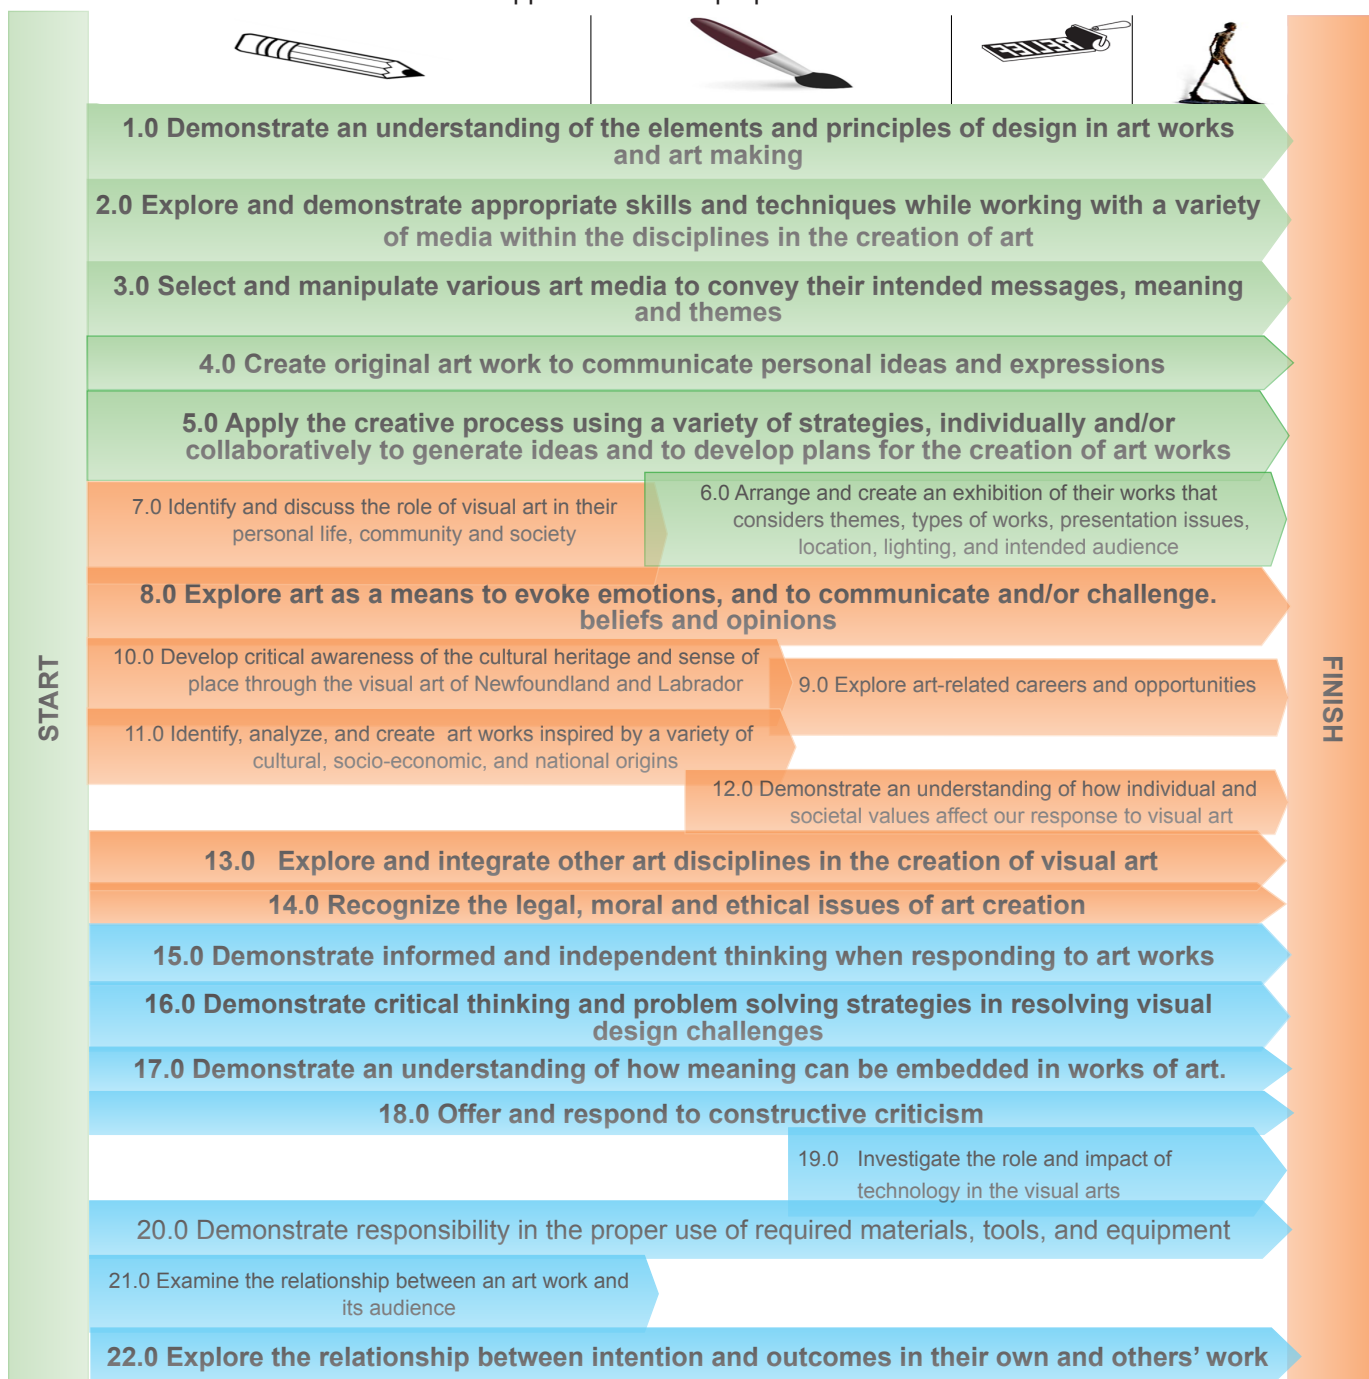 1.0 Demonstrate an understanding of the elements and principles of design in art works
and art making
2.0 Explore and demonstrate appropriate skills and techniques while working with a variety
of media within the disciplines in the creation of art
3.0 Select and manipulate various art media to convey their intended messages, meaning
and themes
4.0 Create original art work to communicate personal ideas and expressions
5.0 Apply the creative process using a variety of strategies, individually and/or
collaboratively to generate ideas and to develop plans for the creation of art works
7.0 Identify and discuss the role of visual art in their
personal life, community and society
6.0 Arrange and create an exhibition of their works that
considers themes, types of works, presentation issues,
location, lighting, and intended audience
8.0 Explore art as a means to evoke emotions, and to communicate and/or challenge.
beliefs and opinions
10.0 Develop critical awareness of the cultural heritage and sense of
place through the visual art of Newfoundland and Labrador
9.0 Explore art-related careers and opportunities
11.0 Identify, analyze, and create art works inspired by a variety of
cultural, socio-economic, and national origins
12.0 Demonstrate an understanding of how individual and
societal values affect our response to visual art
START
FINISH
13.0 Explore and integrate other art disciplines in the creation of visual art
14.0 Recognize the legal, moral and ethical issues of art creation
15.0 Demonstrate informed and independent thinking when responding to art works
16.0 Demonstrate critical thinking and problem solving strategies in resolving visual
design challenges
17.0 Demonstrate an understanding of how meaning can be embedded in works of art.
18.0 Offer and respond to constructive criticism
19.0 Investigate the role and impact of
technology in the visual arts
20.0 Demonstrate responsibility in the proper use of required materials, tools, and equipment
21.0 Examine the relationship between an art work and
its audience
22.0 Explore the relationship between intention and outcomes in their own and others' work